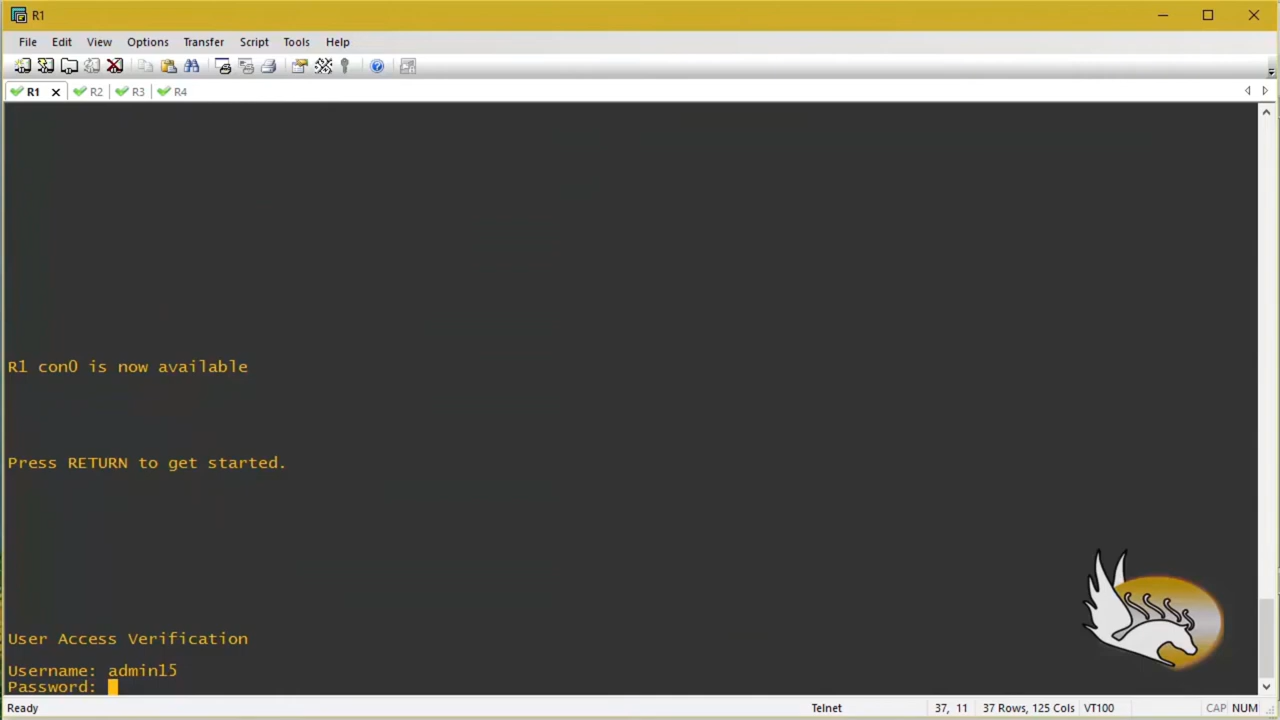 R1
File Edit View Options Transfer Script Tools Help
R1 R2 R3 R4
R1 con0 is now available
Press RETURN to get started.
User Access Verification
Username: admin15
Password:
Ready Telnet 37, 11 37 Rows, 125 Cols VT100 CAP NUM